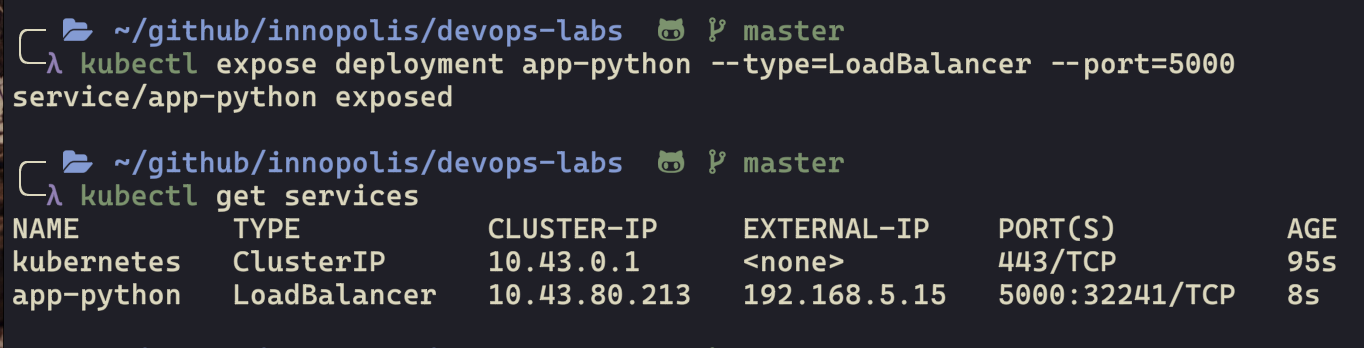 ~/github/innopolis/devops-labs master
λ kubectl expose deployment app-python --type=LoadBalancer --port=5000
service/app-python exposed
~/github/innopolis/devops-labs master
λ kubectl get services
NAME TYPE CLUSTER-IP EXTERNAL-IP PORT(S) AGE
kubernetes ClusterIP 10.43.0.1 <none> 443/TCP 95s
app-python LoadBalancer 10.43.80.213 192.168.5.15 5000:32241/TCP 8s